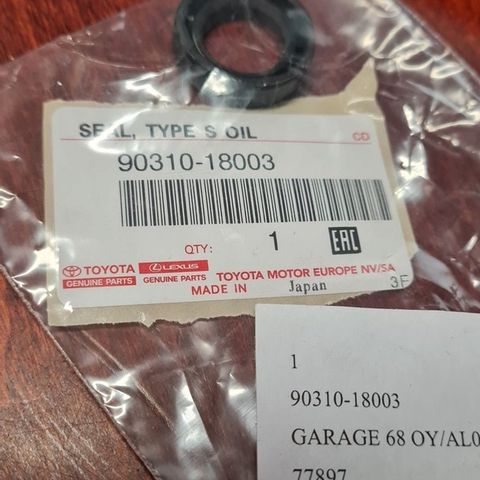 SEAL, TYPE S OIL CD
90310-18003
QTY: 1 EAC
TOYOTA LEXUS TOYOTA MOTOR EUROPE NV/SA
GENUINE PARTS GENUINE PARTS
MADE IN Japan 3F
1
90310-18003
GARAGE 68 OY/AL0
77897